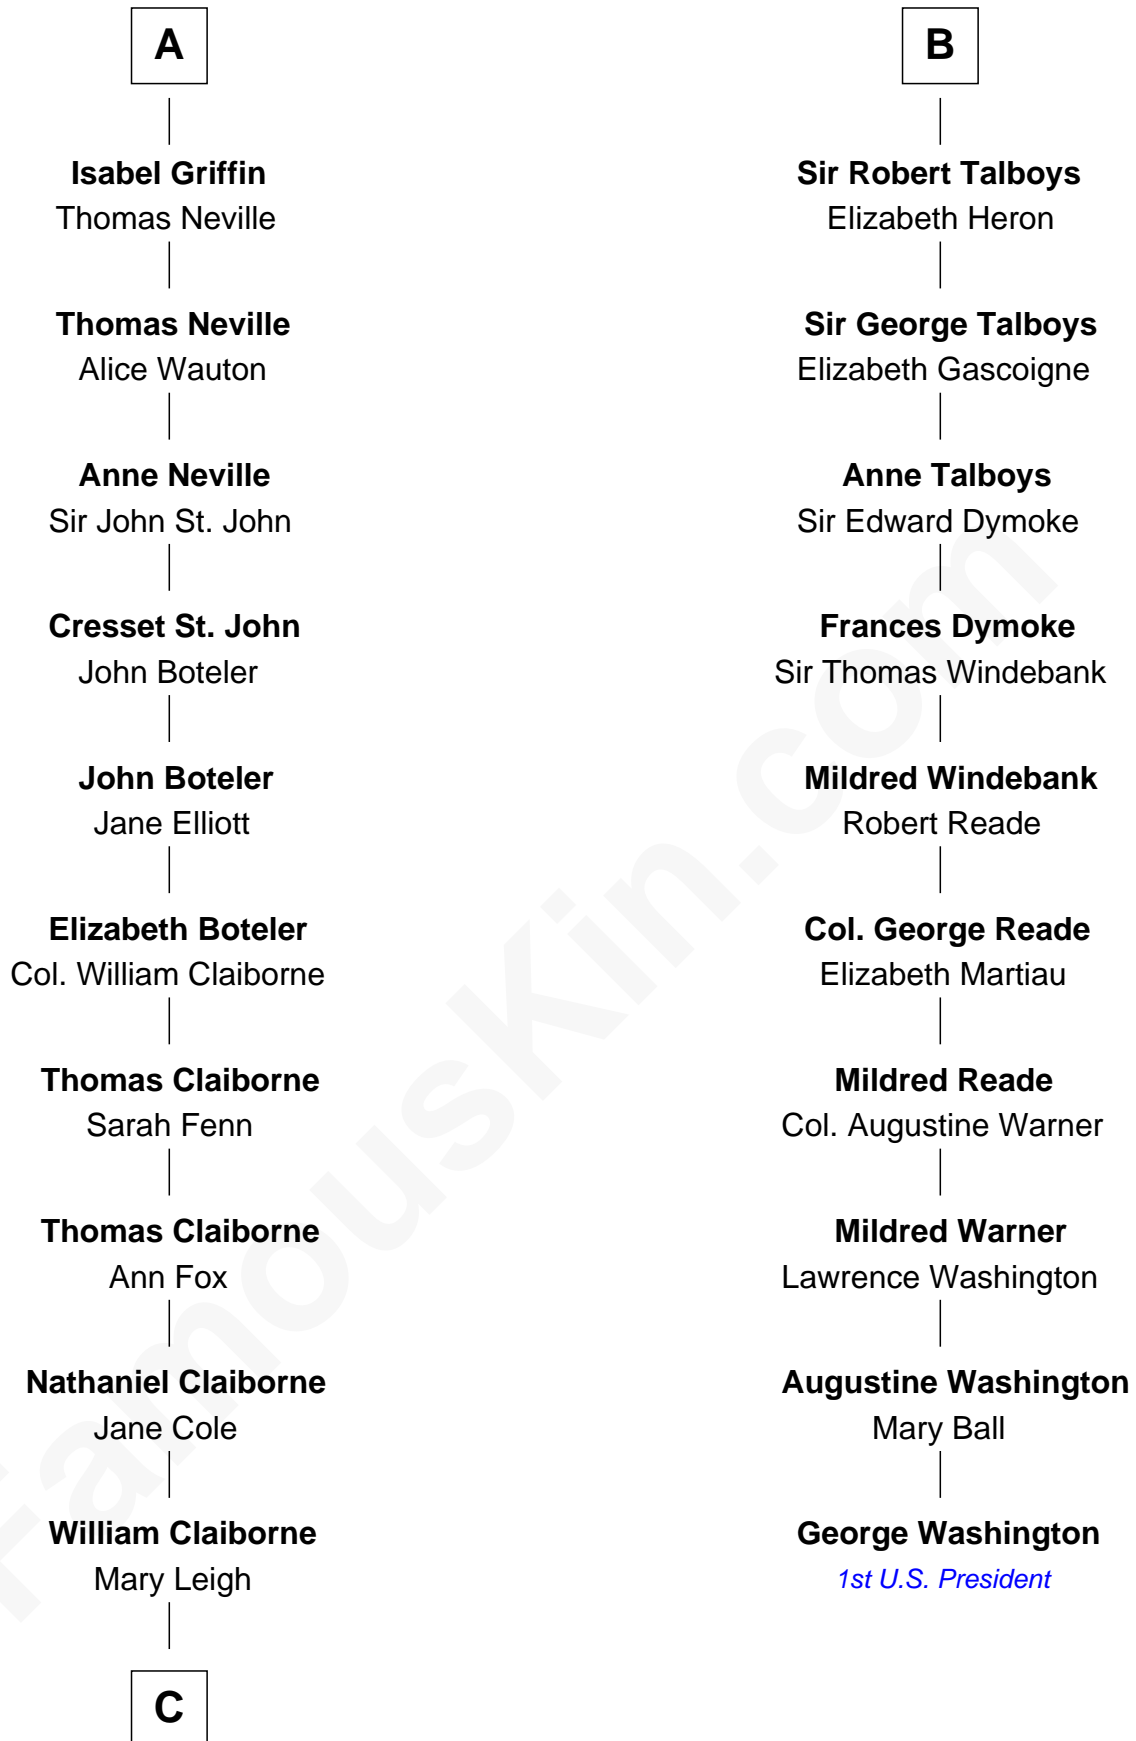 A
Isabel Griffin
Thomas Neville
Thomas Neville
Alice Wauton
Anne Neville
Sir John St. John
Cresset St. John
John Boteler
John Boteler
Jane Elliott
Elizabeth Boteler
Col. William Claiborne
Thomas Claiborne
Sarah Fenn
Thomas Claiborne
Ann Fox
Nathaniel Claiborne
Jane Cole
William Claiborne
Mary Leigh
C
B
Sir Robert Talboys
Elizabeth Heron
Sir George Talboys
Elizabeth Gascoigne
Anne Talboys
Sir Edward Dymoke
Frances Dymoke
Sir Thomas Windebank
Mildred Windebank
Robert Reade
Col. George Reade
Elizabeth Martiau
Mildred Reade
Col. Augustine Warner
Mildred Warner
Lawrence Washington
Augustine Washington
Mary Ball
George Washington
1st U.S. President
FamousKin.com